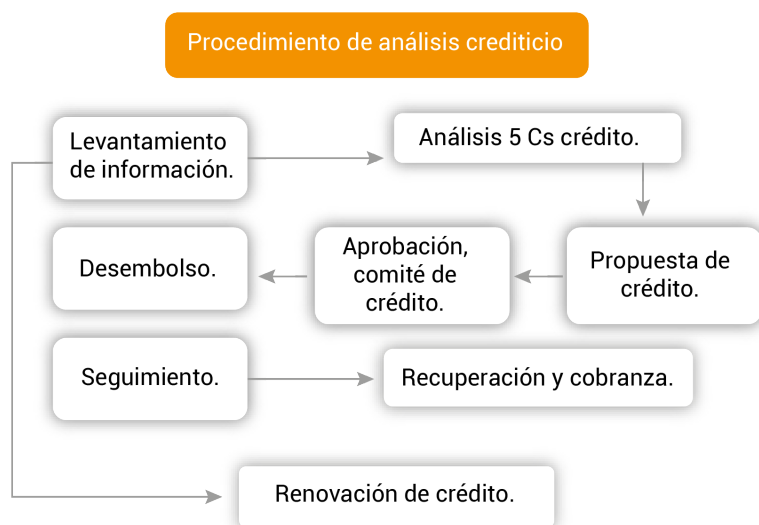 Procedimiento de análisis crediticio
Levantamiento
de información.
Análisis 5 Cs crédito.
Desembolso.
Aprobación,
comité de
crédito.
Propuesta de
crédito.
Seguimiento.
Recuperación y cobranza.
Renovación de crédito.